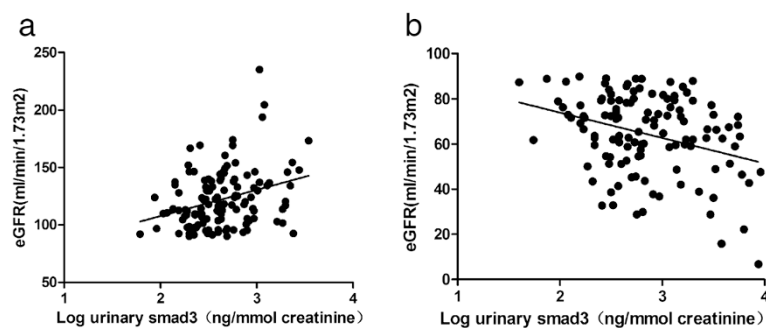 a
250
200
150
100
50
eGFR(ml/min/1.73m2)
1 2 3 4
Log urinary smad3（ng/mmol creatinine）
b
100
80
60
40
20
0
eGFR(ml/min/1.73m2)
1 2 3 4
Log urinary smad3（ng/mmol creatinine）